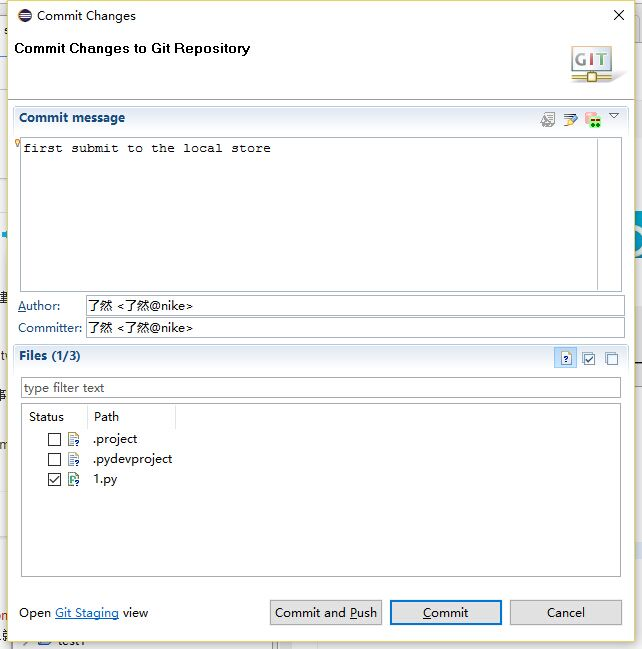 Commit Changes
Commit Changes to Git Repository
GIT
Commit message
first submit to the local store
Author: 了然 <了然@nike>
Committer: 了然 <了然@nike>
Files (1/3)
type filter text
Status Path
.project
.pydevproject
1.py
Open Git Staging view
Commit and Push
Commit
Cancel
test1